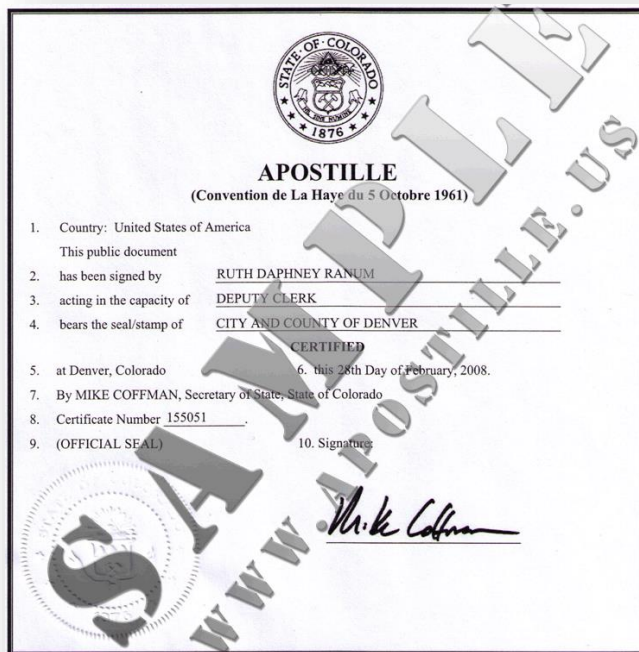 STATE·OF·COLORADO
NIL SINE NUMINE
1876
APOSTILLE
(Convention de La Haye du 5 Octobre 1961)
1. Country: United States of America
This public document
2. has been signed by RUTH DAPHNEY RANUM
3. acting in the capacity of DEPUTY CLERK
4. bears the seal/stamp of CITY AND COUNTY OF DENVER
CERTIFIED
5. at Denver, Colorado 6. this 28th Day of February, 2008.
7. By MIKE COFFMAN, Secretary of State, State of Colorado
8. Certificate Number 155051 .
9. (OFFICIAL SEAL) 10. Signature:
Mike Coffman
SAMPLE
WWW.APOSTILLE.US